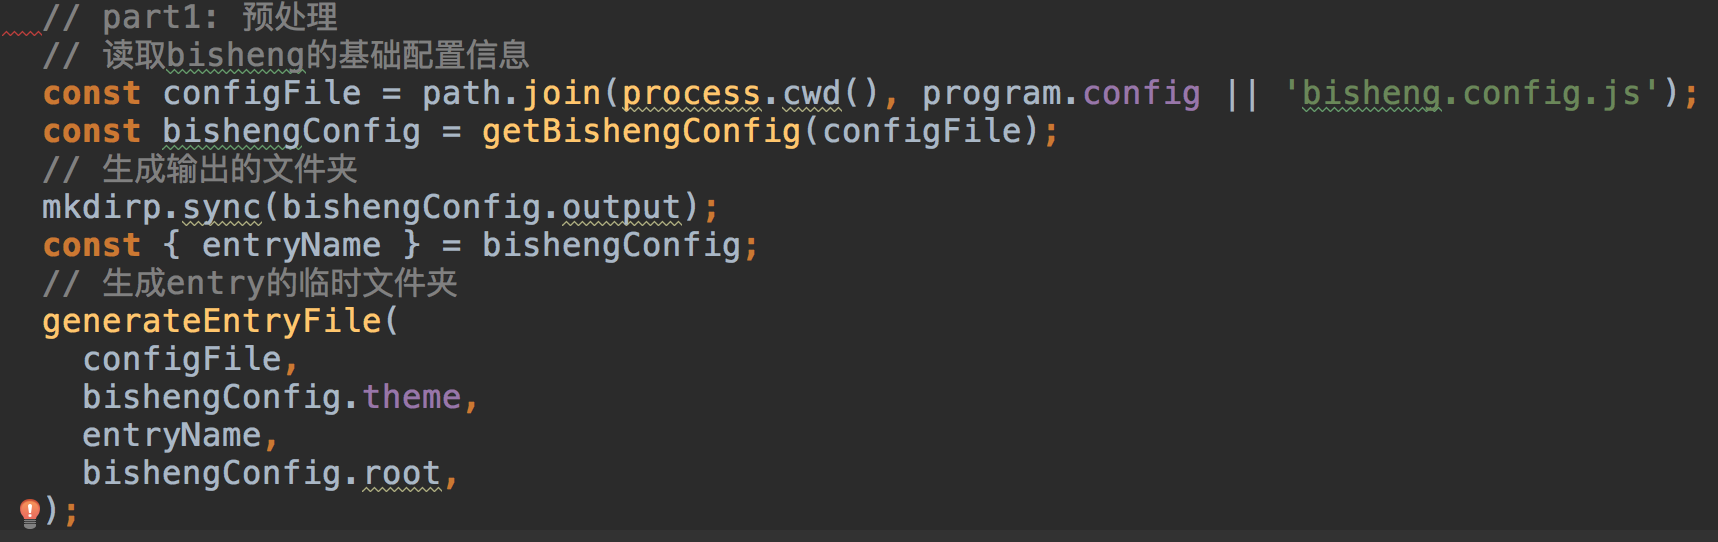 // part1: 预处理
// 读取bisheng的基础配置信息
const configFile = path.join(process.cwd(), program.config || 'bisheng.config.js');
const bishengConfig = getBishengConfig(configFile);
// 生成输出的文件夹
mkdirp.sync(bishengConfig.output);
const { entryName } = bishengConfig;
// 生成entry的临时文件夹
generateEntryFile(
  configFile,
  bishengConfig.theme,
  entryName,
  bishengConfig.root,
);